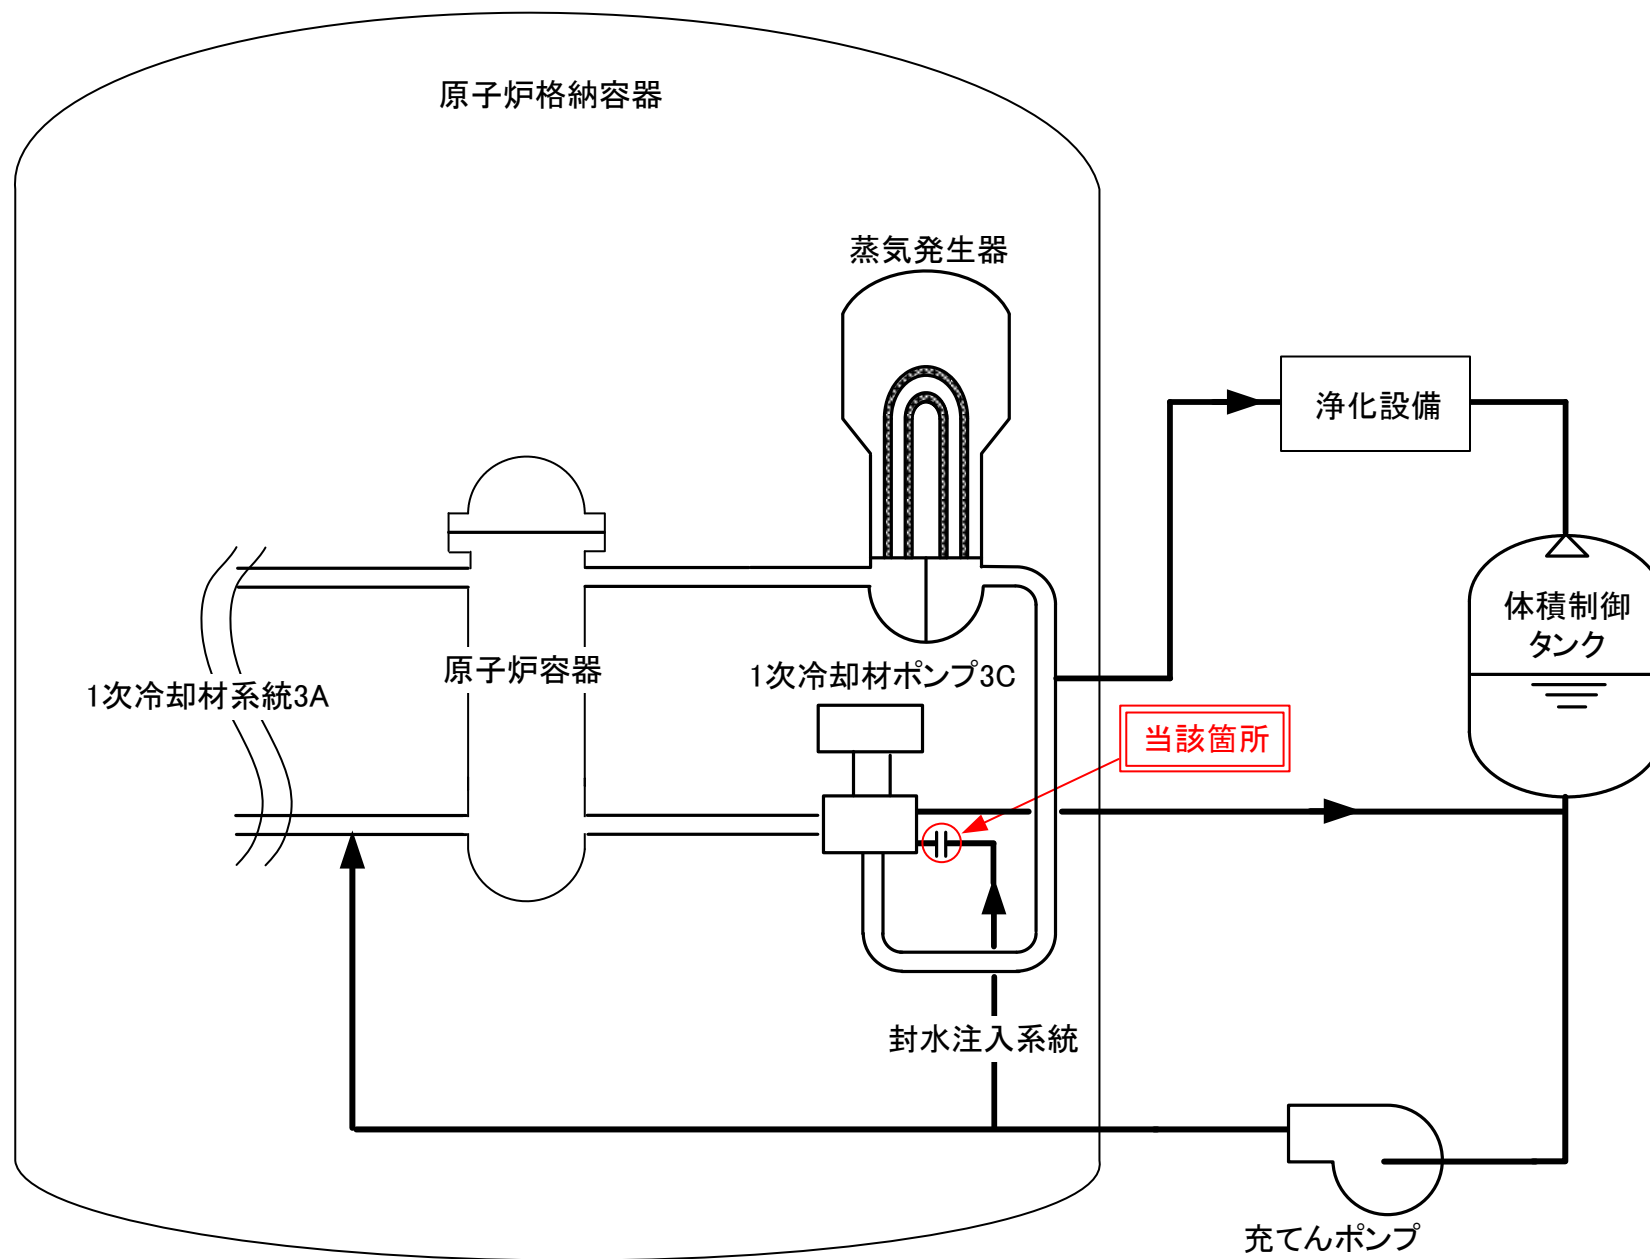 原子炉格納容器
蒸気発生器
浄化設備
体積制御
タンク
原子炉容器
1次冷却材ポンプ3C
1次冷却材系統3A
当該箇所
封水注入系統
充てんポンプ